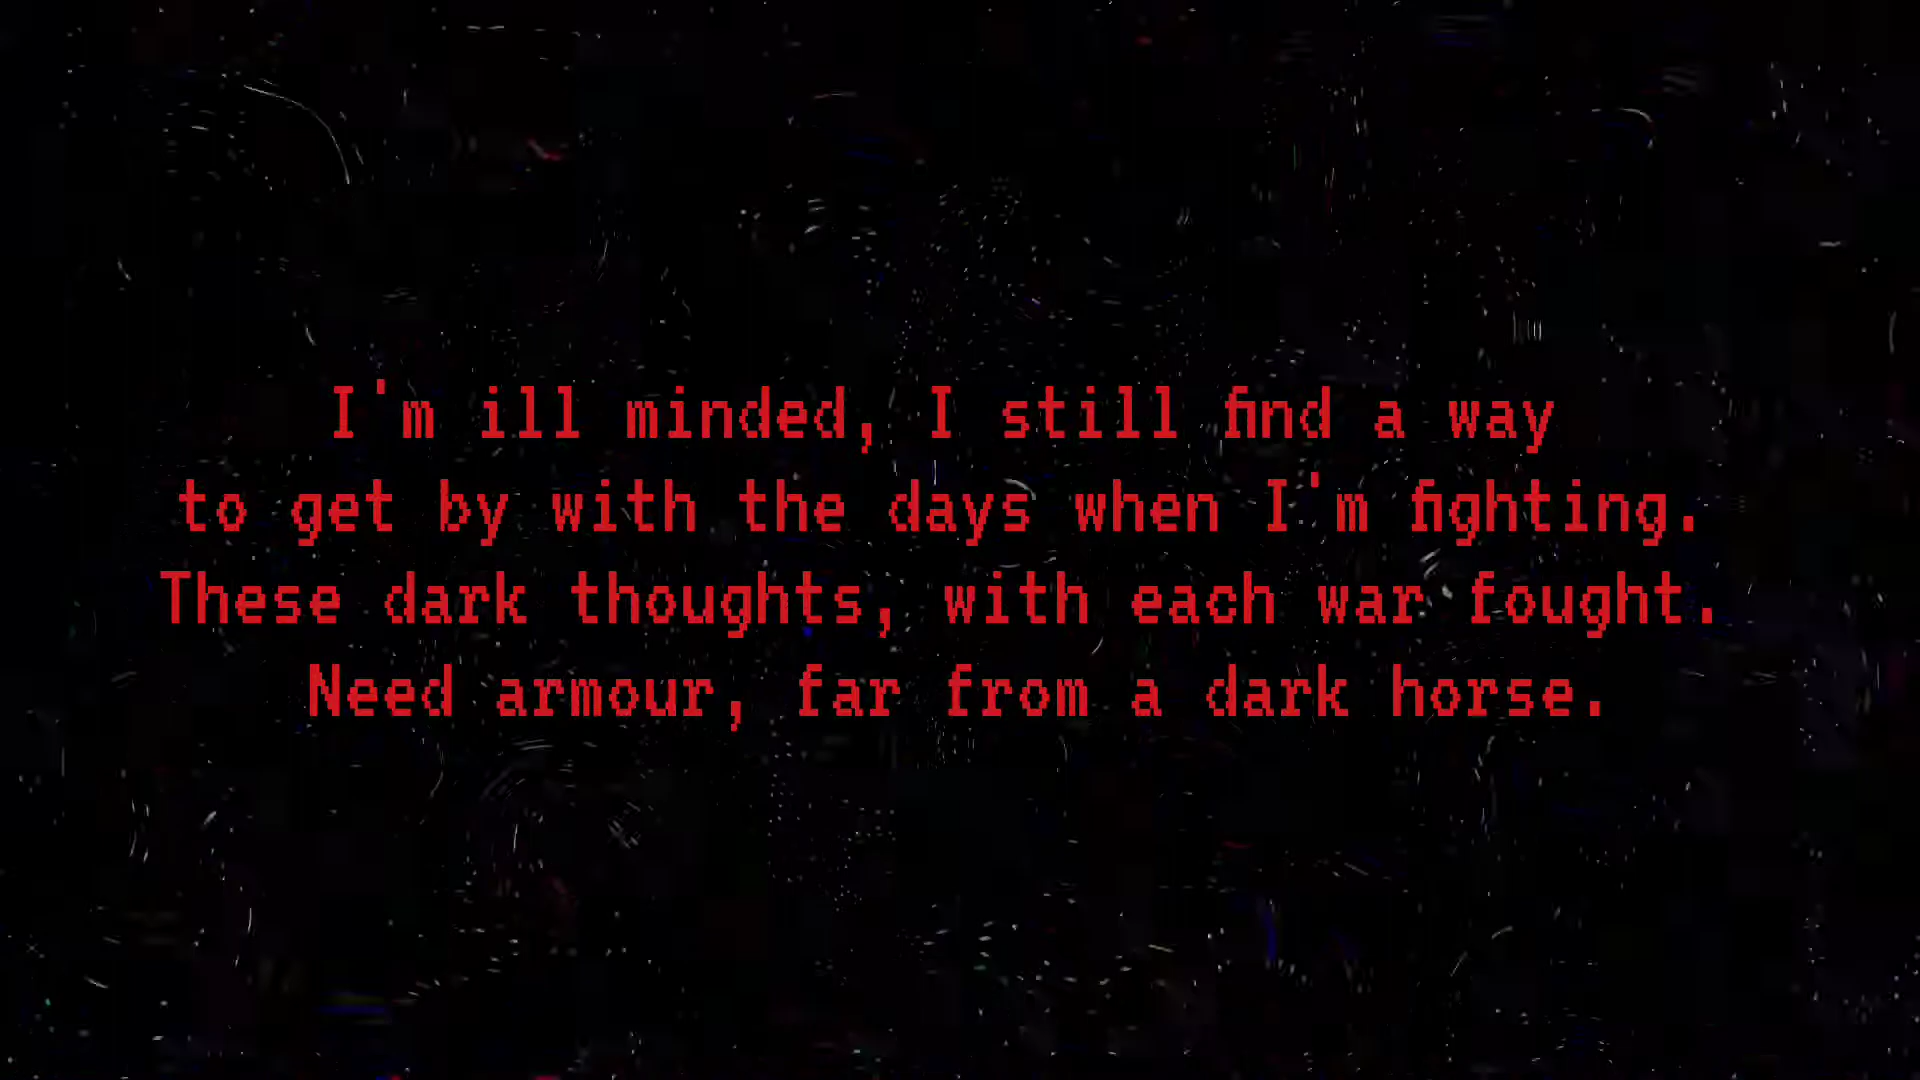 I'm ill minded, I still find a way
to get by with the days when I'm fighting.
These dark thoughts, with each war fought.
Need armour, far from a dark horse.